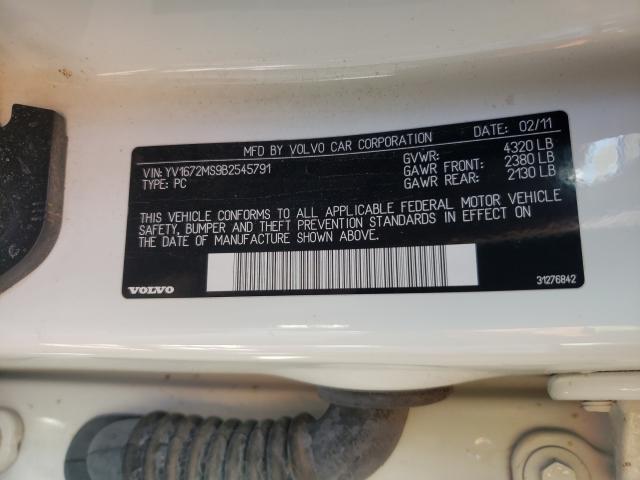 MFD BY VOLVO CAR CORPORATION DATE: 02/11
VIN: YV1672MS9B2545791 GVWR: 4320 LB
TYPE: PC GAWR FRONT: 2380 LB
GAWR REAR: 2130 LB
THIS VEHICLE CONFORMS TO ALL APPLICABLE FEDERAL MOTOR VEHICLE
SAFETY, BUMPER AND THEFT PREVENTION STANDARDS IN EFFECT ON
THE DATE OF MANUFACTURE SHOWN ABOVE.
VOLVO 31276842